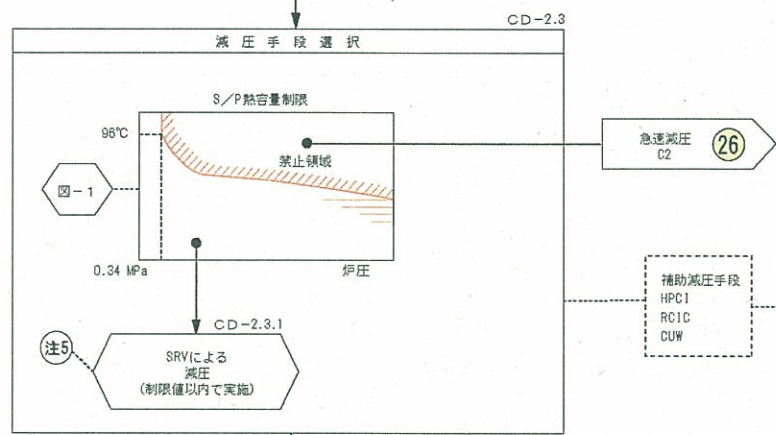 CD-2.3
減圧手段選択
S/P熱容量制限
96℃
禁止領域
図-1
0.34 MPa
炉圧
急速減圧
C2
26
CD-2.3.1
注5
SRVによる
減圧
(制限値以内で実施)
補助減圧手段
HPCI
RCIC
CUW